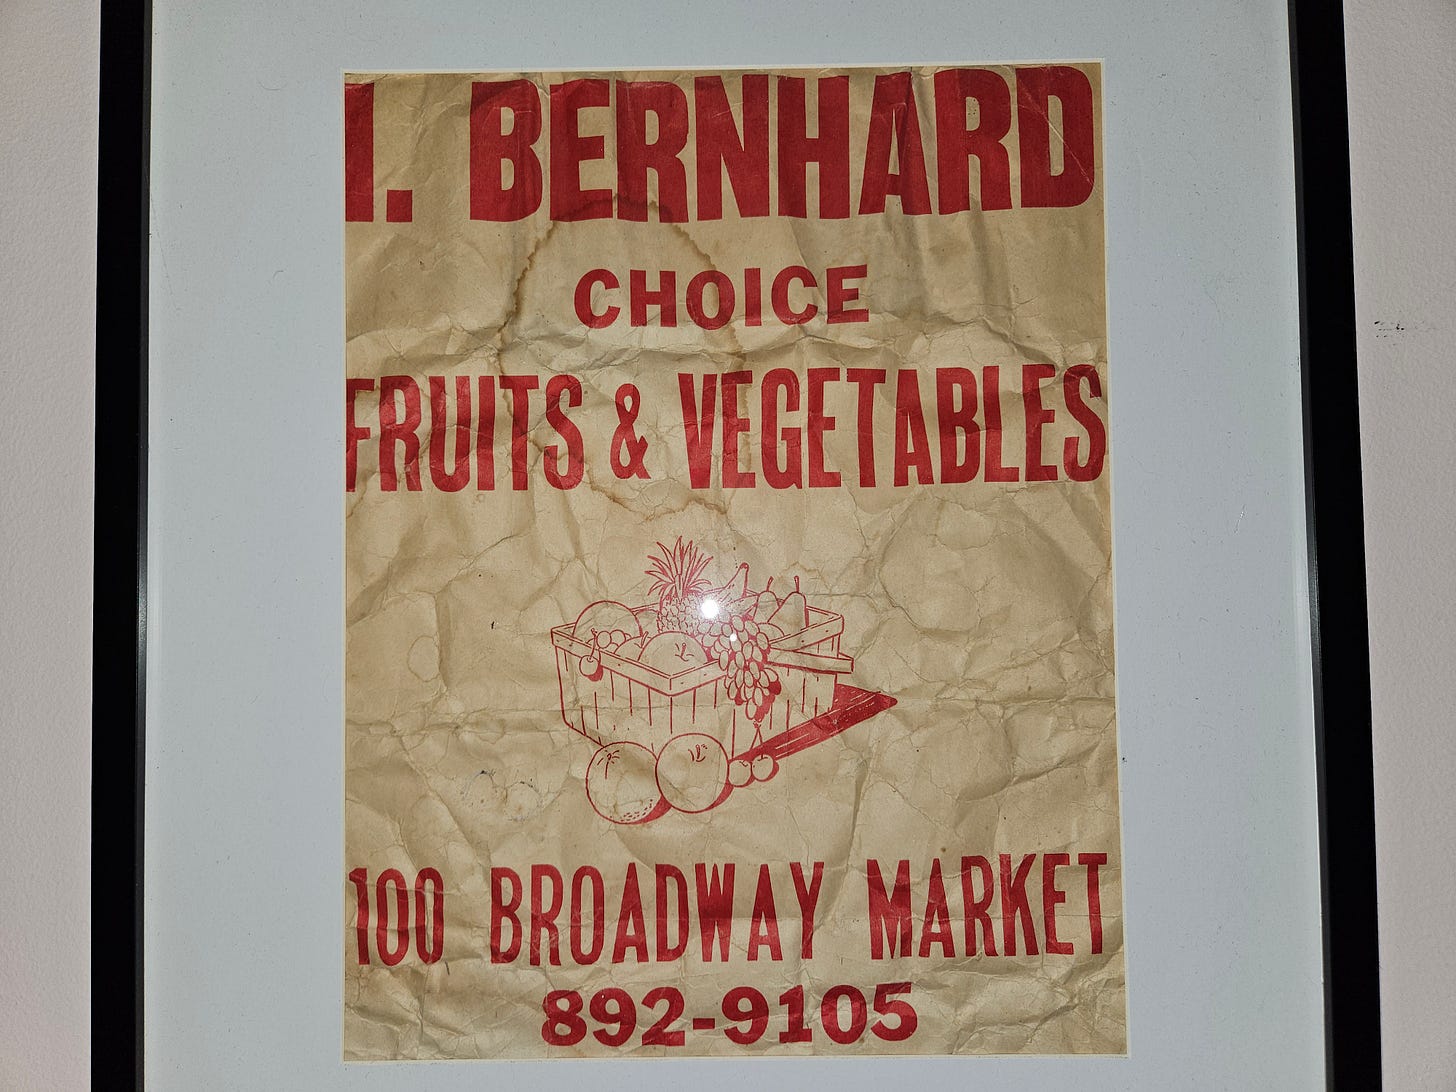 I. BERNHARD
CHOICE
FRUITS & VEGETABLES
100 BROADWAY MARKET
892-9105